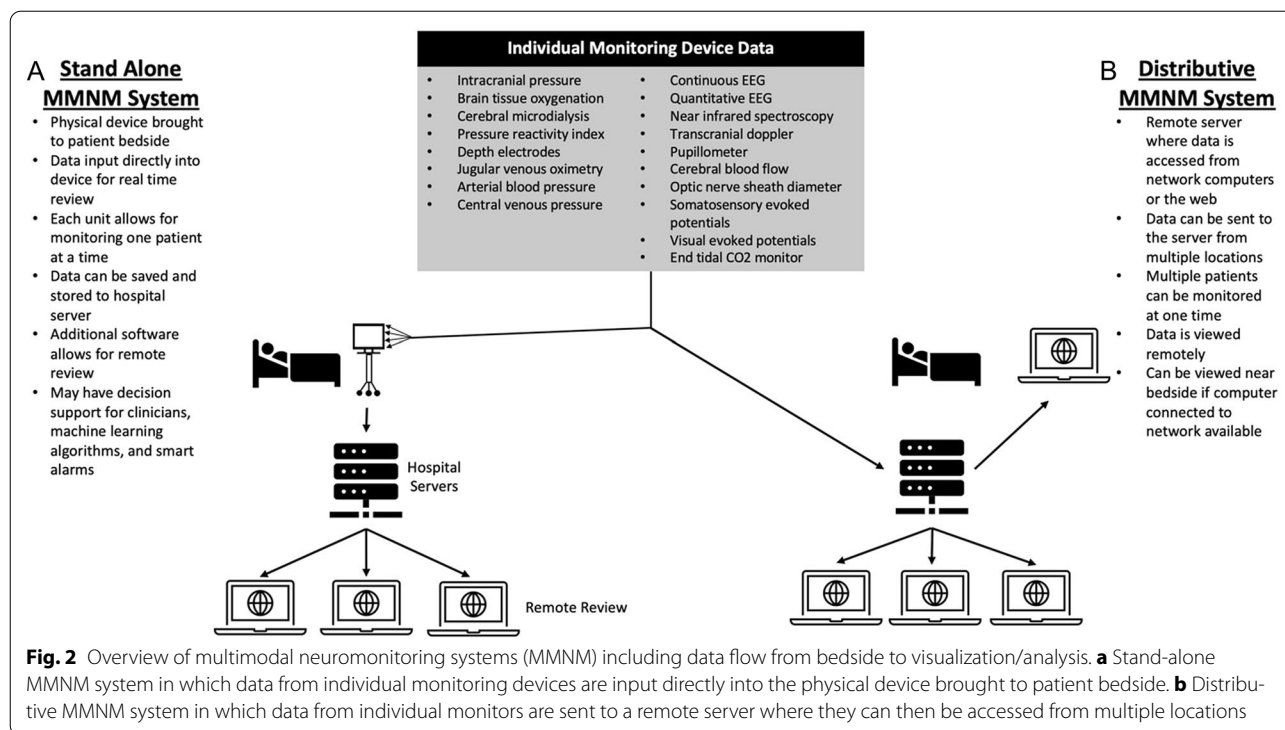 A Stand Alone
MMNM System
• Physical device brought
to patient bedside
• Data input directly into
device for real time
review
• Each unit allows for
monitoring one patient
at a time
• Data can be saved and
stored to hospital
server
• Additional software
allows for remote
review
• May have decision
support for clinicians,
machine learning
algorithms, and smart
alarms
Individual Monitoring Device Data
• Intracranial pressure
• Brain tissue oxygenation
• Cerebral microdialysis
• Pressure reactivity index
• Depth electrodes
• Jugular venous oximetry
• Arterial blood pressure
• Central venous pressure
• Continuous EEG
• Quantitative EEG
• Near infrared spectroscopy
• Transcranial doppler
• Pupillometer
• Cerebral blood flow
• Optic nerve sheath diameter
• Somatosensory evoked
potentials
• Visual evoked potentials
• End tidal CO2 monitor
B Distributive
MMNM System
• Remote server
where data is
accessed from
network computers
or the web
• Data can be sent to
the server from
multiple locations
• Multiple patients
can be monitored
at one time
• Data is viewed
remotely
• Can be viewed near
bedside if computer
connected to
network available
Hospital
Servers
Remote Review
Fig. 2 Overview of multimodal neuromonitoring systems (MMNM) including data flow from bedside to visualization/analysis. a Stand-alone
MMNM system in which data from individual monitoring devices are input directly into the physical device brought to patient bedside. b Distribu-
tive MMNM system in which data from individual monitors are sent to a remote server where they can then be accessed from multiple locations